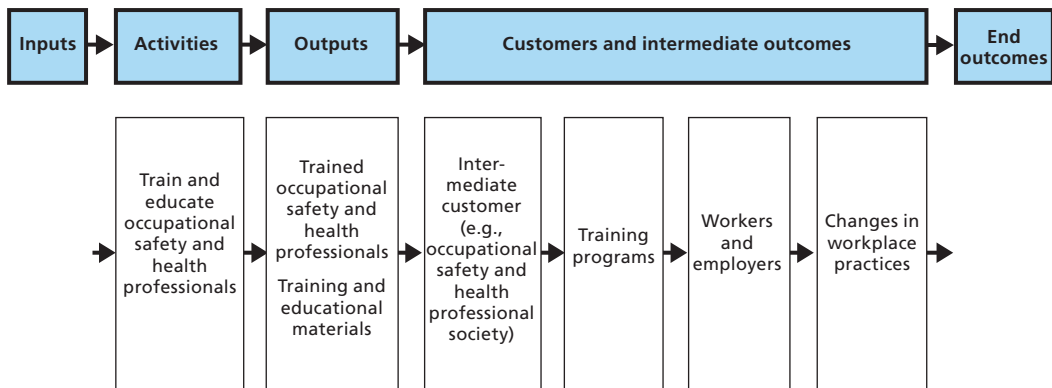 Inputs
Activities
Outputs
Customers and intermediate outcomes
End
outcomes
Train and
educate
occupational
safety and
health
professionals
Trained
occupational
safety and
health
professionals
Training and
educational
materials
Inter-
mediate
customer
(e.g.,
occupational
safety and
health
professional
society)
Training
programs
Workers
and
employers
Changes in
workplace
practices